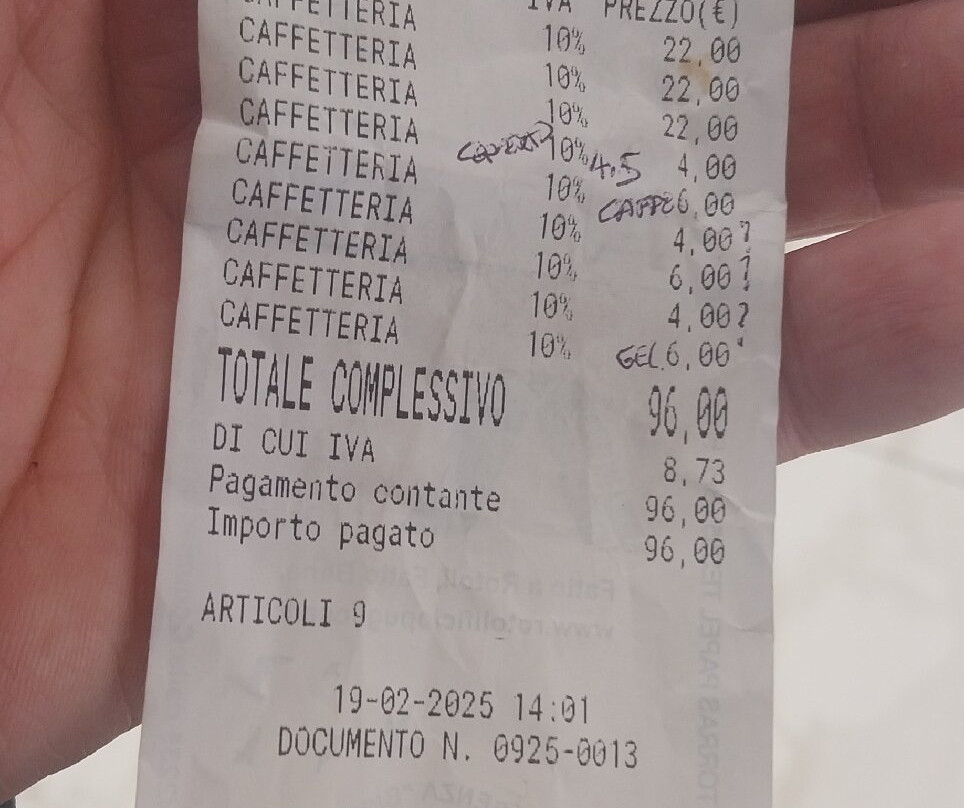 IVA PREZZO(€)
CAFFETTERIA 10% 22,00
CAFFETTERIA 10% 22,00
CAFFETTERIA 10% 22,00
CAFFETTERIA 10% 4.5 4,00
CAFFETTERIA 10% CAFFE 6,00
CAFFETTERIA 10% 4,00?
CAFFETTERIA 10% 6,00?
CAFFETTERIA 10% 4,00?
CAFFETTERIA 10% GEL. 6,00
TOTALE COMPLESSIVO 96,00
DI CUI IVA 8,73
Pagamento contante 96,00
Importo pagato 96,00
ARTICOLI 9
19-02-2025 14:01
DOCUMENTO N. 0925-0013